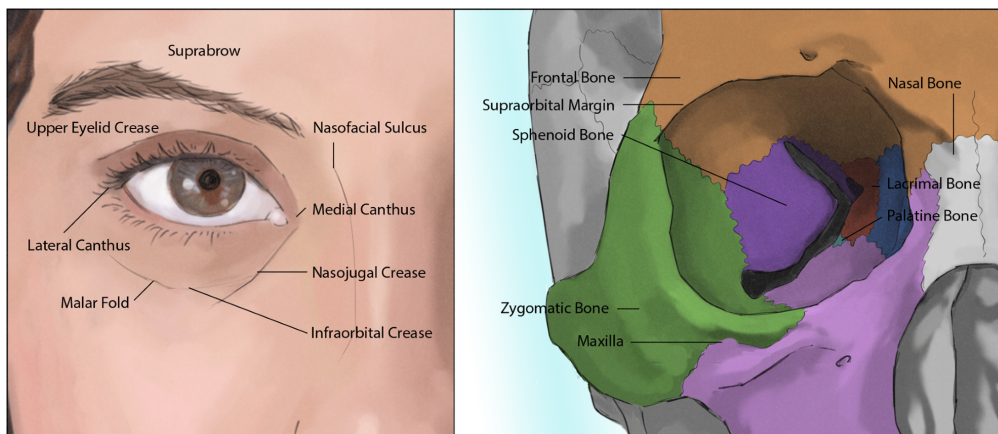 Suprabrow
Upper Eyelid Crease
Nasofacial Sulcus
Medial Canthus
Lateral Canthus
Nasojugal Crease
Malar Fold
Infraorbital Crease
Frontal Bone
Nasal Bone
Supraorbital Margin
Sphenoid Bone
Lacrimal Bone
Palatine Bone
Zygomatic Bone
Maxilla